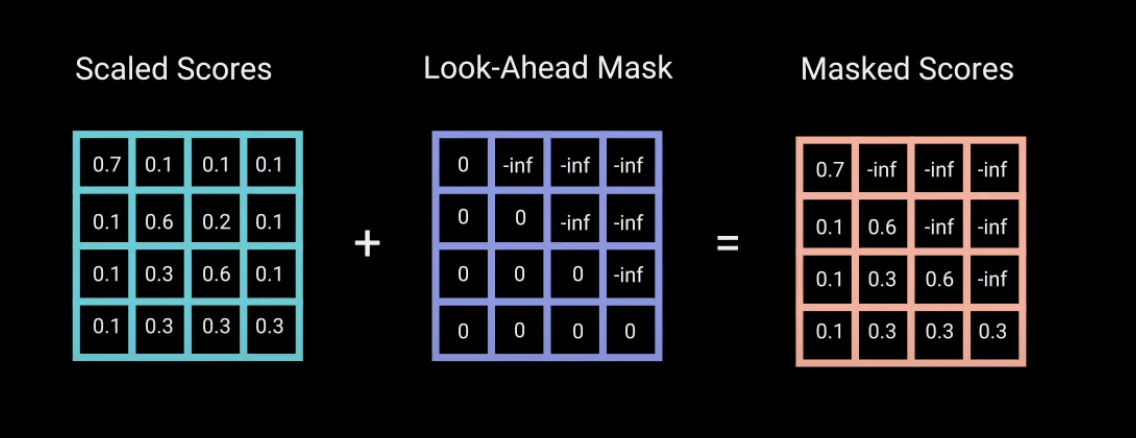 Scaled Scores Look-Ahead Mask Masked Scores
0.7 0.1 0.1 0.1 0 -inf -inf -inf 0.7 -inf -inf -inf
0.1 0.6 0.2 0.1 0 0 -inf -inf 0.1 0.6 -inf -inf
+ =
0.1 0.3 0.6 0.1 0 0 0 -inf 0.1 0.3 0.6 -inf
0.1 0.3 0.3 0.3 0 0 0 0 0.1 0.3 0.3 0.3